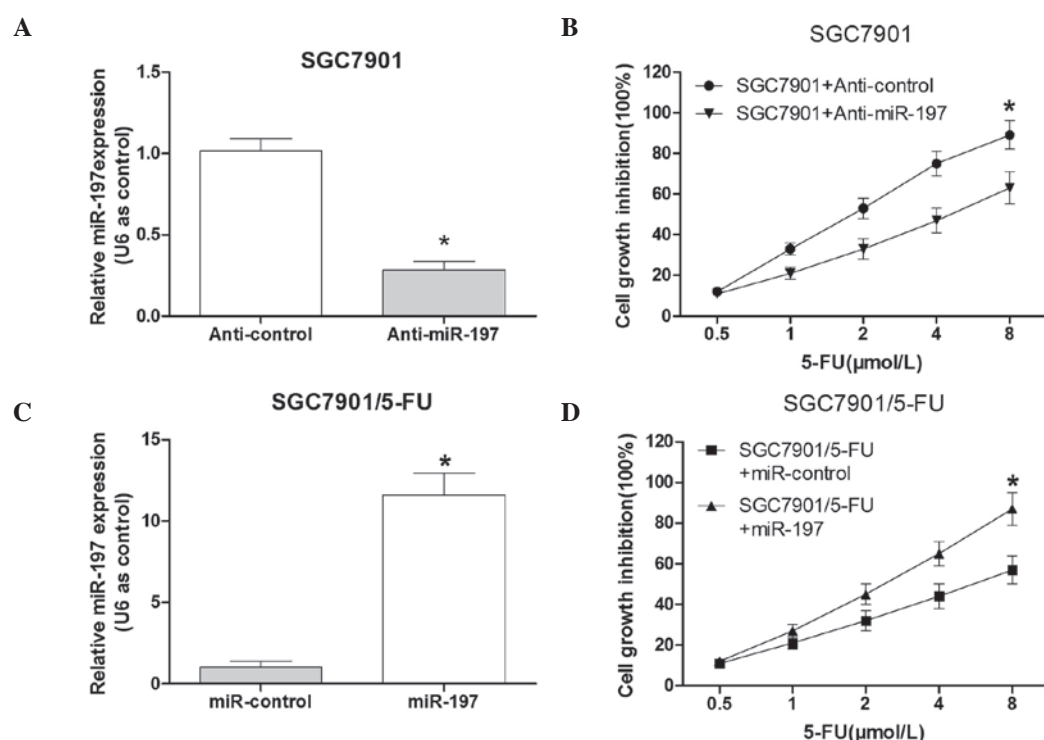 A
SGC7901
Relative miR-197expression
(U6 as control)
1.5
1.0
0.5
0.0
*
Anti-control
Anti-miR-197
B
SGC7901
Cell growth inhibition(100%)
120
100
80
60
40
20
0
SGC7901+Anti-control
SGC7901+Anti-miR-197
*
0.5
1
2
4
8
5-FU(μmol/L)
C
SGC7901/5-FU
Relative miR-197 expression
(U6 as control)
15
10
5
0
*
miR-control
miR-197
D
SGC7901/5-FU
Cell growth inhibition(100%)
120
100
80
60
40
20
0
SGC7901/5-FU
+miR-control
SGC7901/5-FU
+miR-197
*
0.5
1
2
4
8
5-FU(μmol/L)